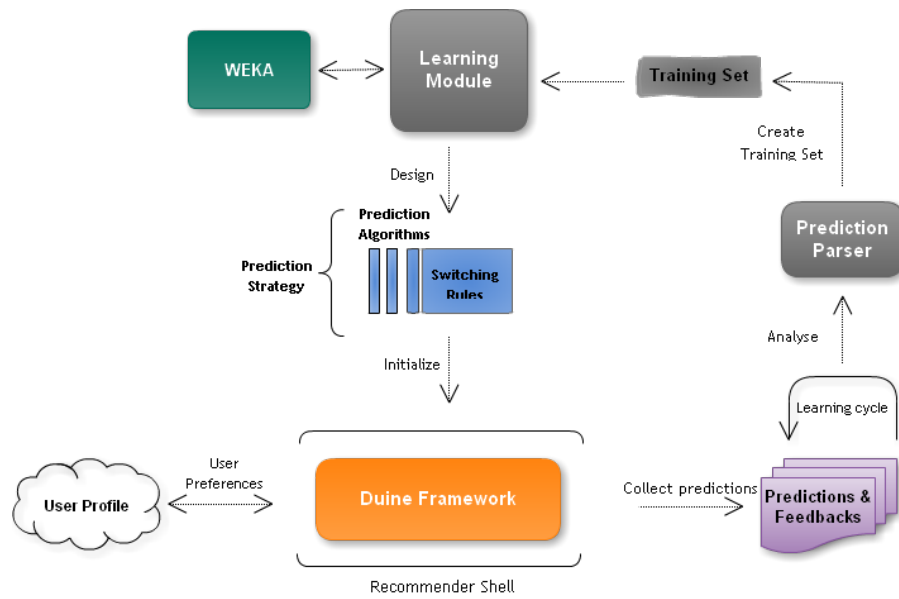 WEKA
Learning
Module
Training Set
Create
Training Set
Design
Prediction
Algorithms
Prediction
Strategy
Switching
Rules
Prediction
Parser
Initialize
Analyse
Learning cycle
User
Preferences
User Profile
Duine Framework
Collect predictions
Predictions &
Feedbacks
Recommender Shell